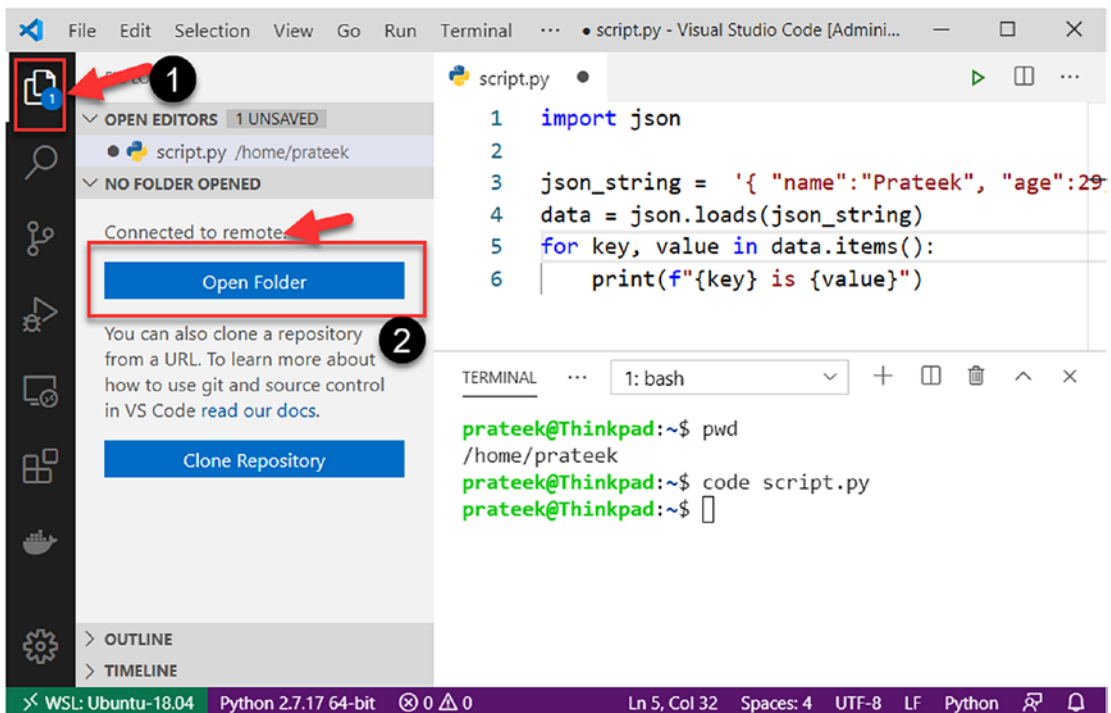 File Edit Selection View Go Run Terminal ··· ● script.py - Visual Studio Code [Admini...
1
1
OPEN EDITORS 1 UNSAVED
● script.py /home/prateek
NO FOLDER OPENED
Connected to remote.
Open Folder
2
You can also clone a repository
from a URL. To learn more about
how to use git and source control
in VS Code read our docs.
Clone Repository
OUTLINE
TIMELINE
script.py ●
1 import json
2
3 json_string = '{ "name":"Prateek", "age":29,
4 data = json.loads(json_string)
5 for key, value in data.items():
6 print(f"{key} is {value}")
TERMINAL ··· 1: bash
prateek@Thinkpad:~$ pwd
/home/prateek
prateek@Thinkpad:~$ code script.py
prateek@Thinkpad:~$
WSL: Ubuntu-18.04 Python 2.7.17 64-bit 0 0 Ln 5, Col 32 Spaces: 4 UTF-8 LF Python